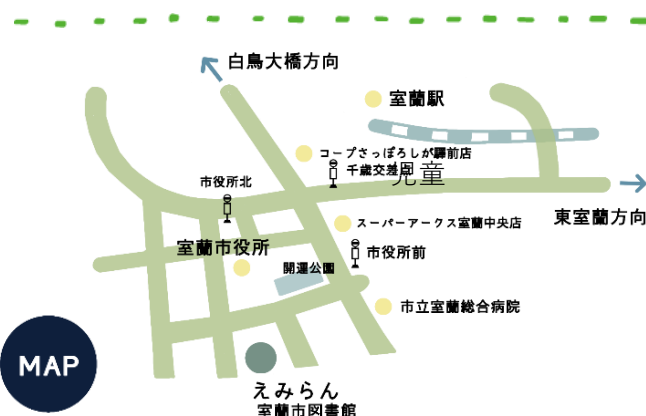 白鳥大橋方向
室蘭駅
コープさっぽろしが驛前店
千歳交差点
児童
市役所北
東室蘭方向
スーパーアークス室蘭中央店
室蘭市役所
市役所前
開運公園
市立室蘭総合病院
MAP
えみらん
室蘭市図書館